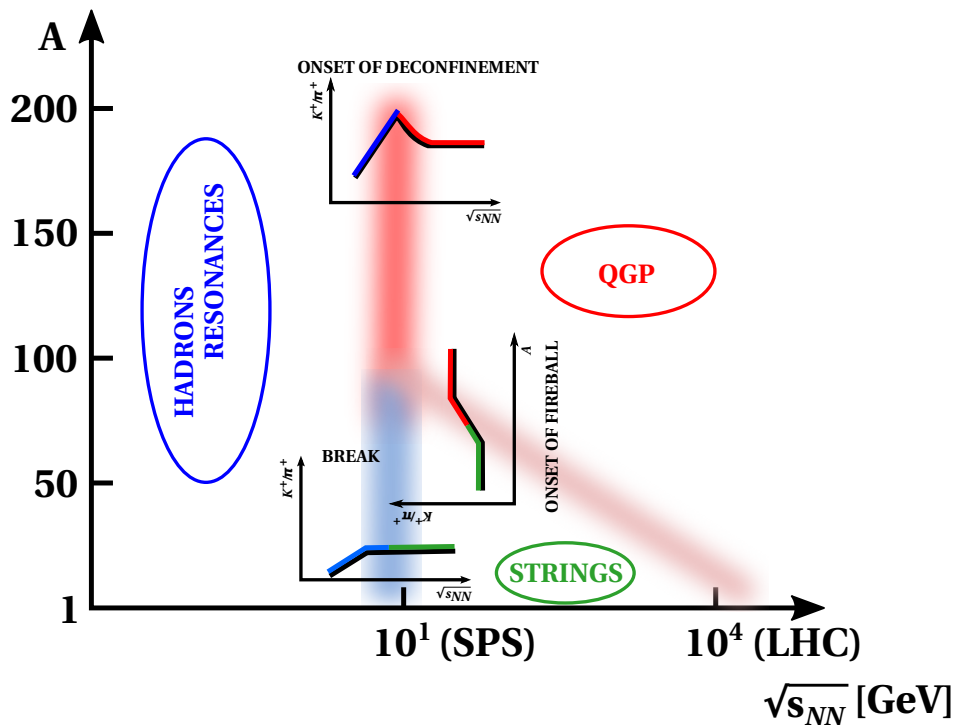 A
200
150
100
50
1
ONSET OF DECONFINEMENT
K⁺/π⁺
√sNN
HADRONS
RESONANCES
QGP
A
ONSET OF FIREBALL
K⁺/π⁺
BREAK
K⁺/π⁺
√sNN
STRINGS
10¹ (SPS)
10⁴ (LHC)
√sNN [GeV]